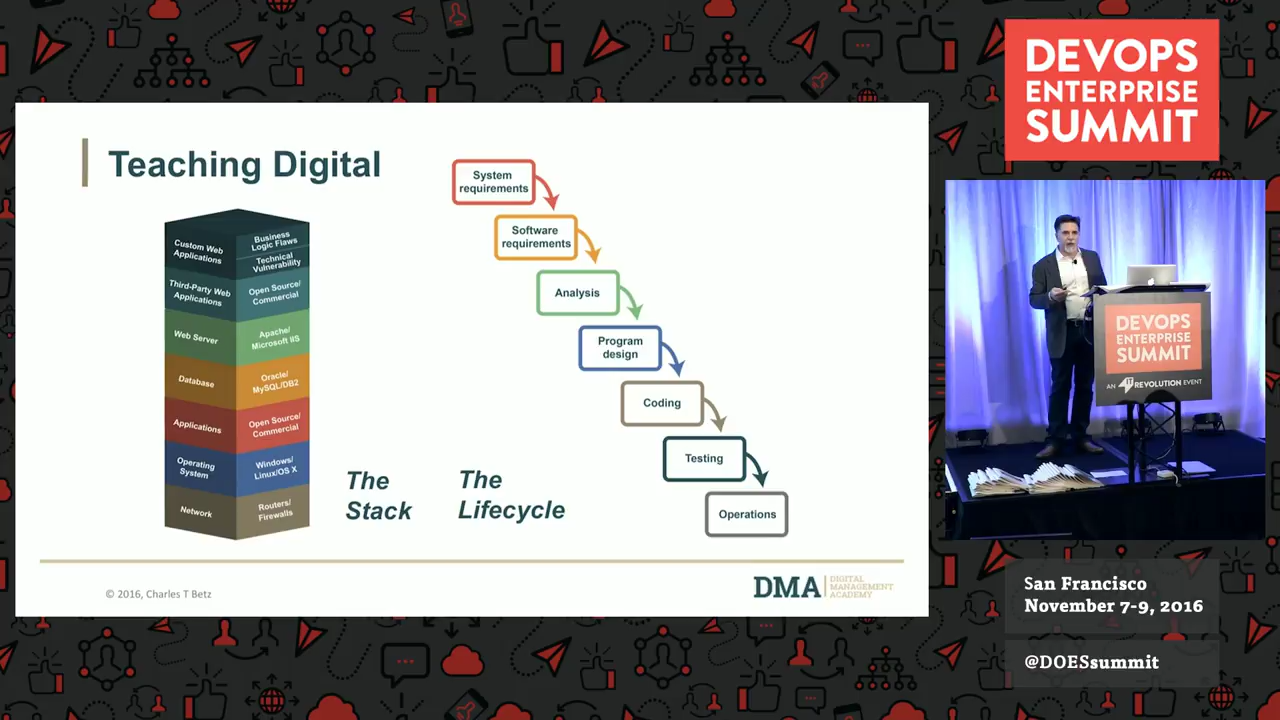 DEVOPS
ENTERPRISE
SUMMIT
Teaching Digital
Custom Web
Applications
Business
Logic Flaws
Technical
Vulnerability
Third-Party Web
Applications
Open Source/
Commercial
Web Server
Apache/
Microsoft IIS
Database
Oracle/
MySQL/DB2
Applications
Open Source/
Commercial
Operating
System
Windows/
Linux/OS X
Network
Routers/
Firewalls
The
Stack
The
Lifecycle
System
requirements
Software
requirements
Analysis
Program
design
Coding
Testing
Operations
© 2016, Charles T Betz
DMA
DIGITAL
MANAGEMENT
ACADEMY
DEVOPS
ENTERPRISE
SUMMIT
AN IT REVOLUTION EVENT
San Francisco
November 7-9, 2016
@DOESsummit